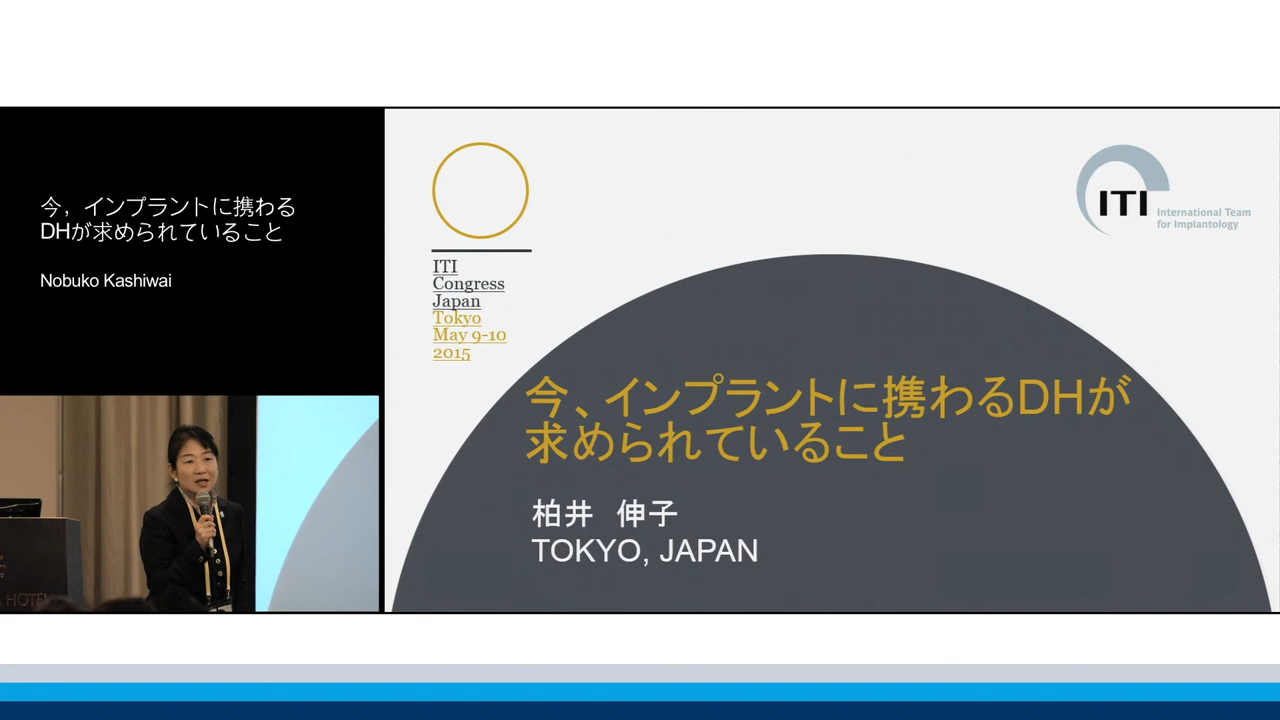 今，インプラントに携わる
DHが求められていること
Nobuko Kashiwai
ITI
Congress
Japan
Tokyo
May 9-10
2015
ITI
International Team
for Implantology
今、インプラントに携わるDHが
求められていること
柏井　伸子
TOKYO, JAPAN
HOTEL